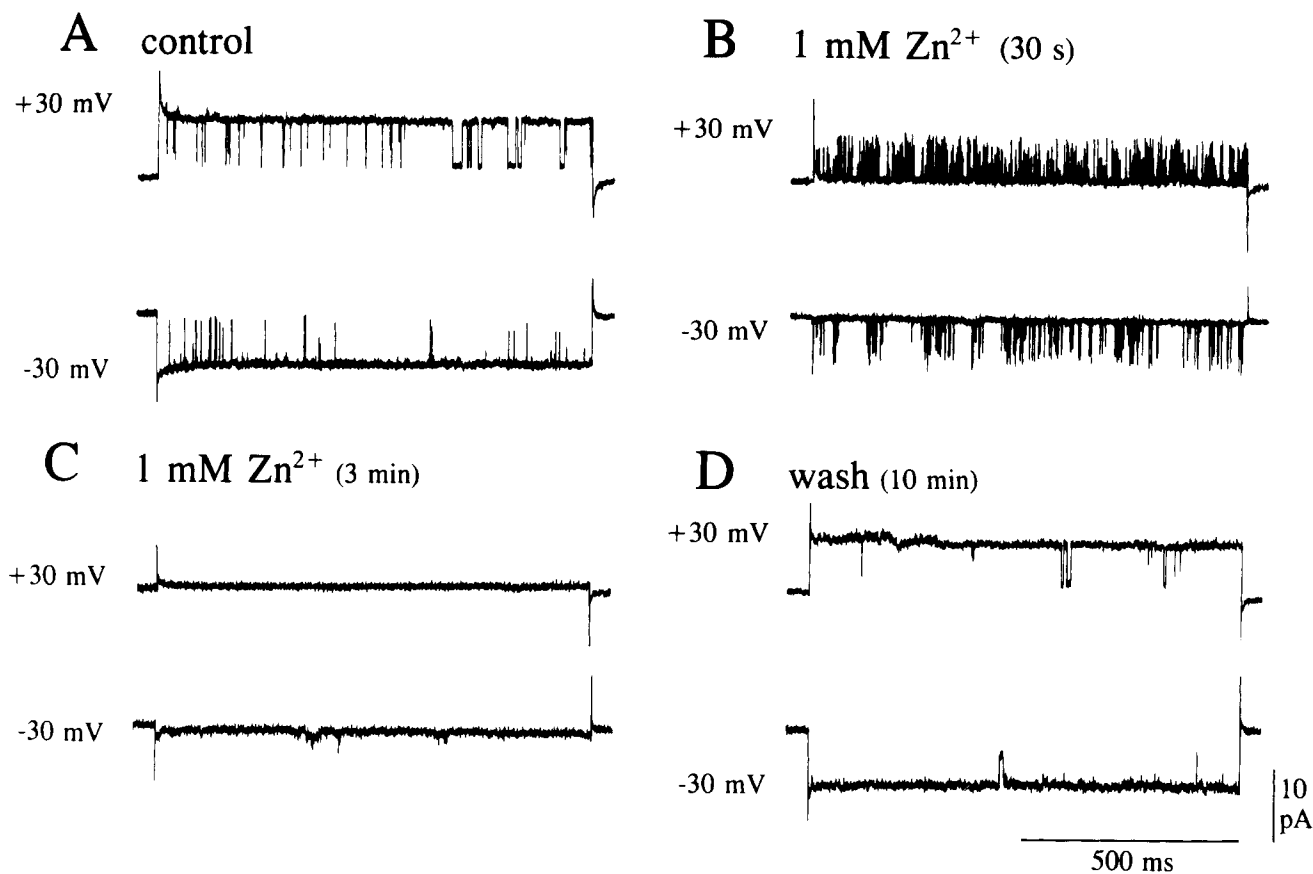 A control
+30 mV
-30 mV
B 1 mM Zn²⁺ (30 s)
+30 mV
-30 mV
C 1 mM Zn²⁺ (3 min)
+30 mV
-30 mV
D wash (10 min)
+30 mV
-30 mV
10
pA
500 ms